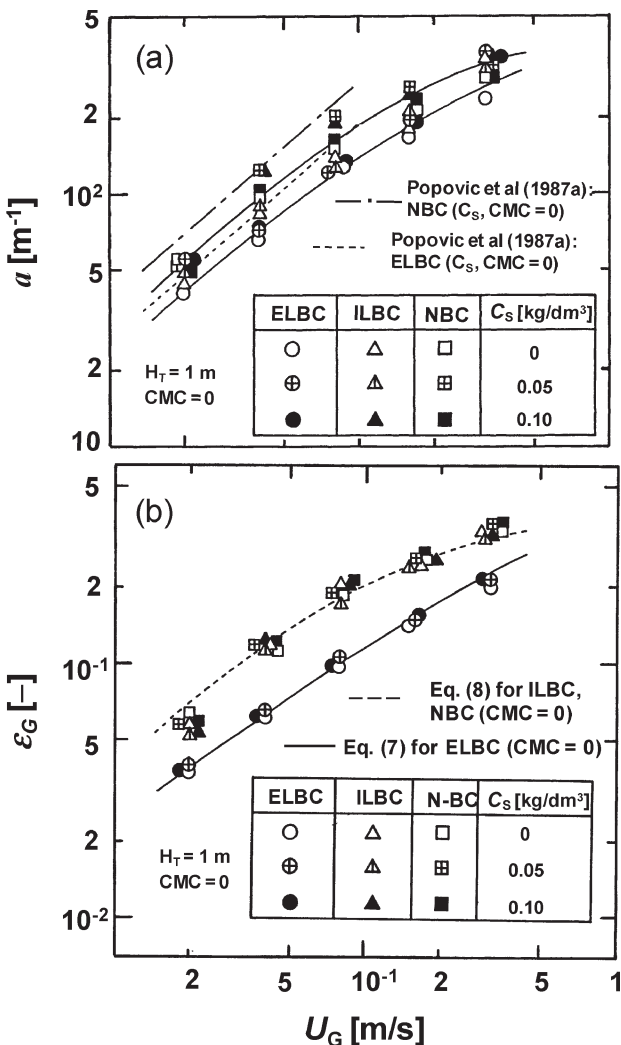 5
(a)
2
10²
5
2
10
a [m⁻¹]
Popovic et al (1987a):
NBC (C_S, CMC = 0)
Popovic et al (1987a):
ELBC (C_S, CMC = 0)
H_T = 1 m
CMC = 0
ELBC ILBC NBC C_S [kg/dm³]
0
0.05
0.10
(b)
5
2
10⁻¹
5
2
10⁻²
ε_G [–]
Eq. (8) for ILBC,
NBC (CMC = 0)
Eq. (7) for ELBC (CMC = 0)
H_T = 1 m
CMC = 0
ELBC ILBC N-BC C_S [kg/dm³]
0
0.05
0.10
2 5 10⁻¹ 2 5 1
U_G [m/s]